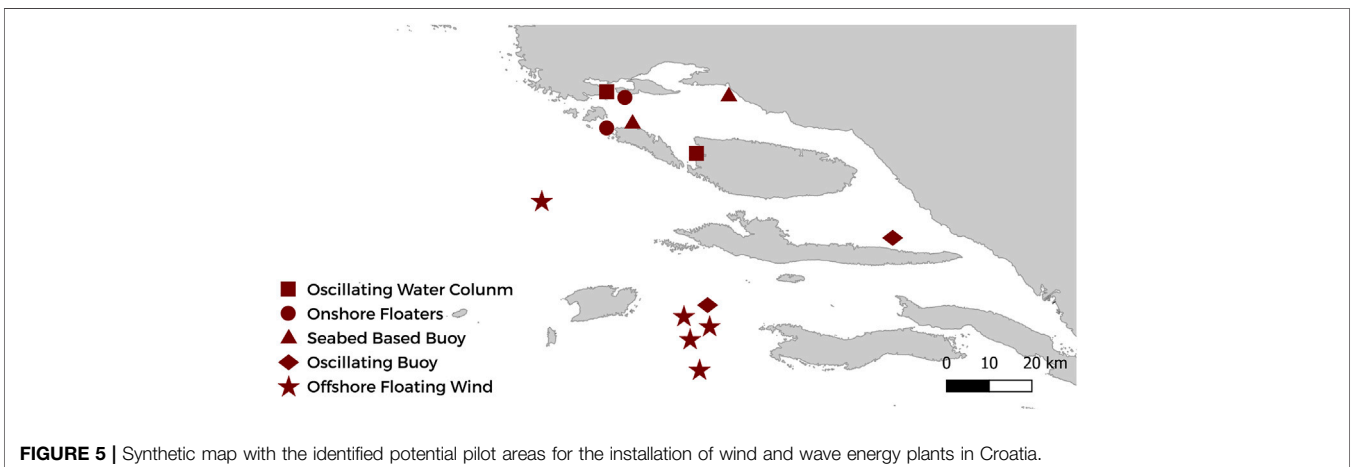 Oscillating Water Colunm
Onshore Floaters
Seabed Based Buoy
Oscillating Buoy
Offshore Floating Wind
0 10 20 km
FIGURE 5 | Synthetic map with the identified potential pilot areas for the installation of wind and wave energy plants in Croatia.